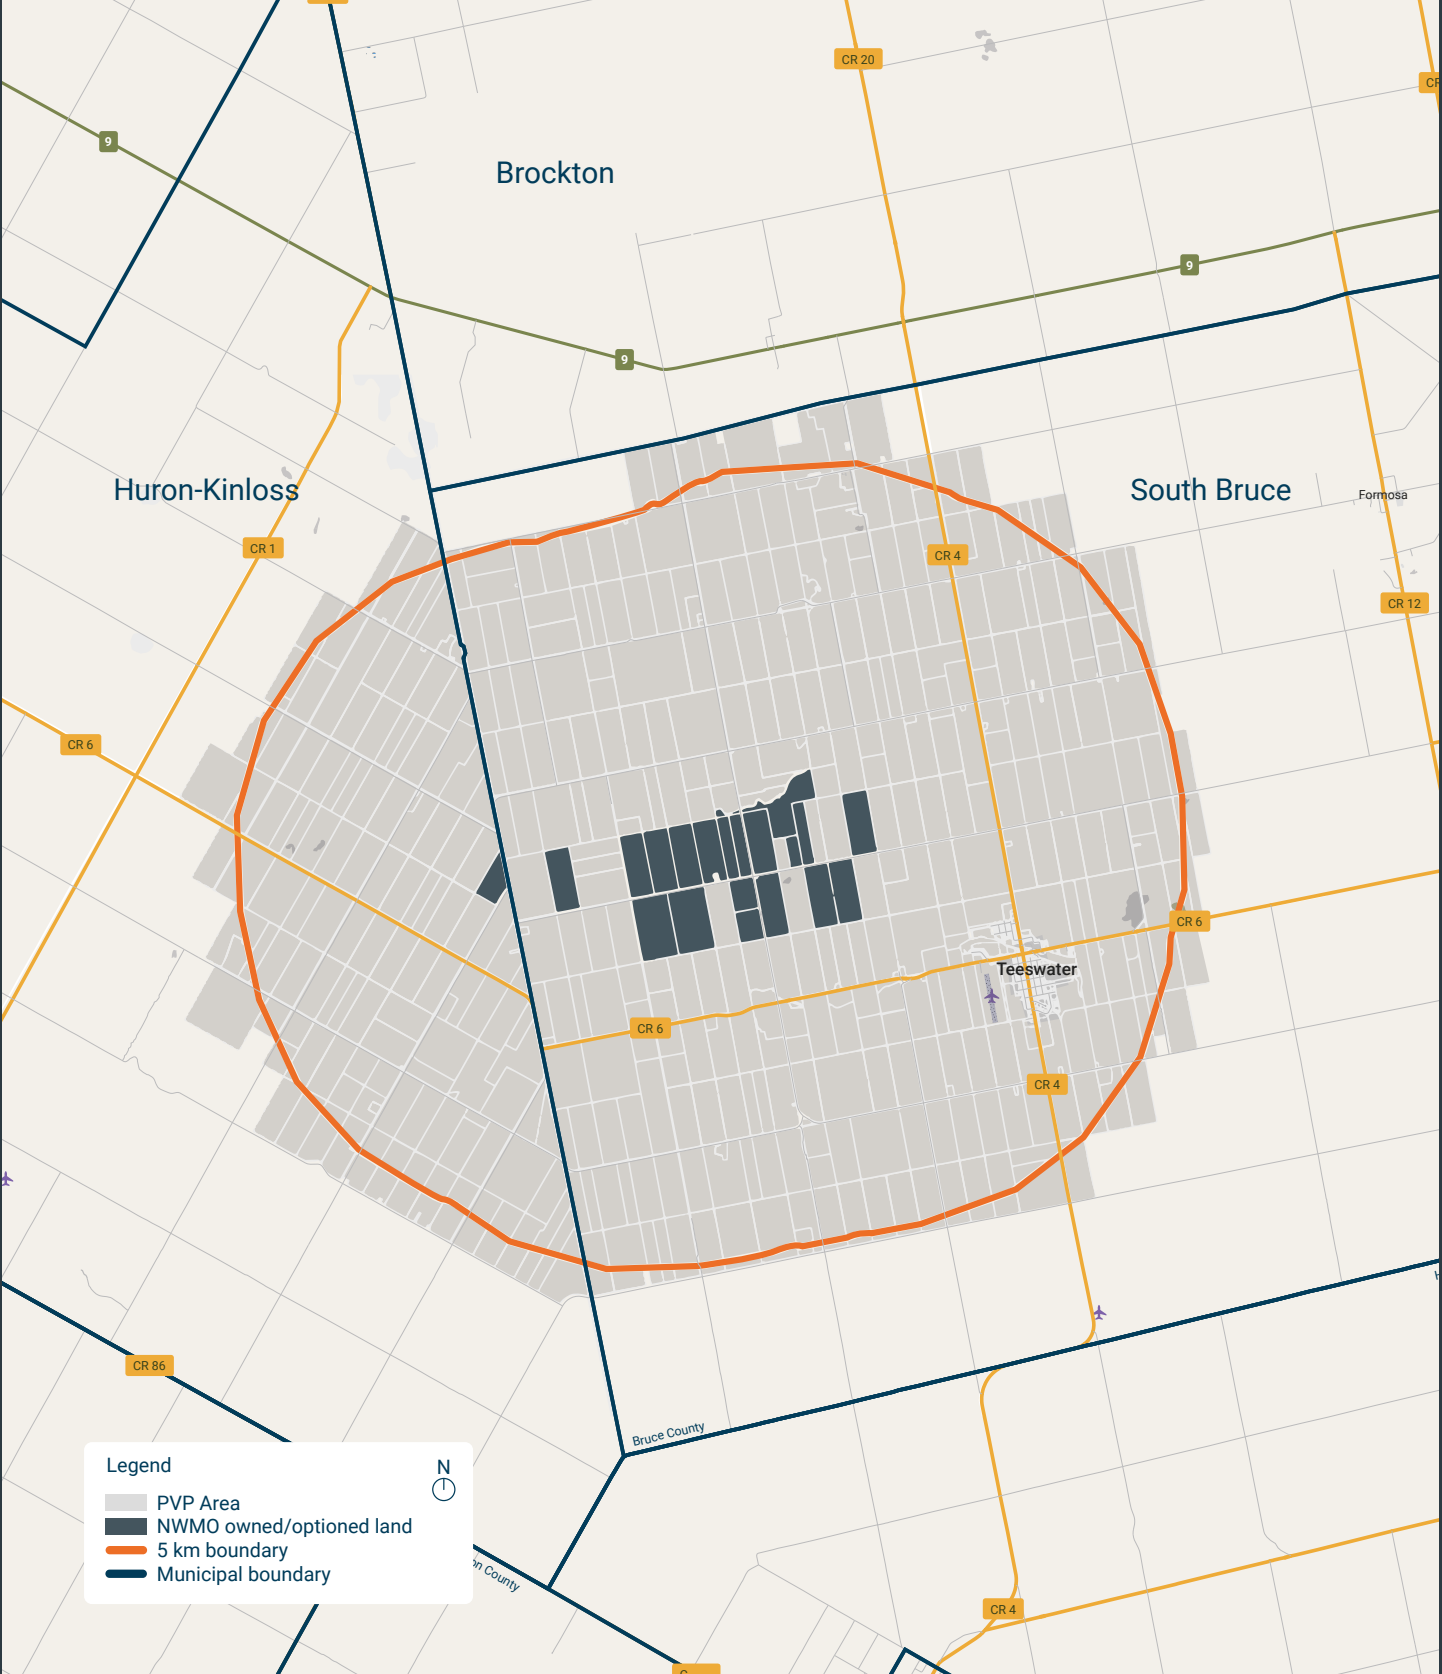 CR 20
9
Brockton
9
9
Huron-Kinloss
South Bruce
Formosa
CR 1
CR 4
CR 12
CR 6
CR 6
Teeswater
CR 6
CR 4
CR 86
Bruce County
Legend
N
PVP Area
NWMO owned/optioned land
5 km boundary
Municipal boundary
County
CR 4